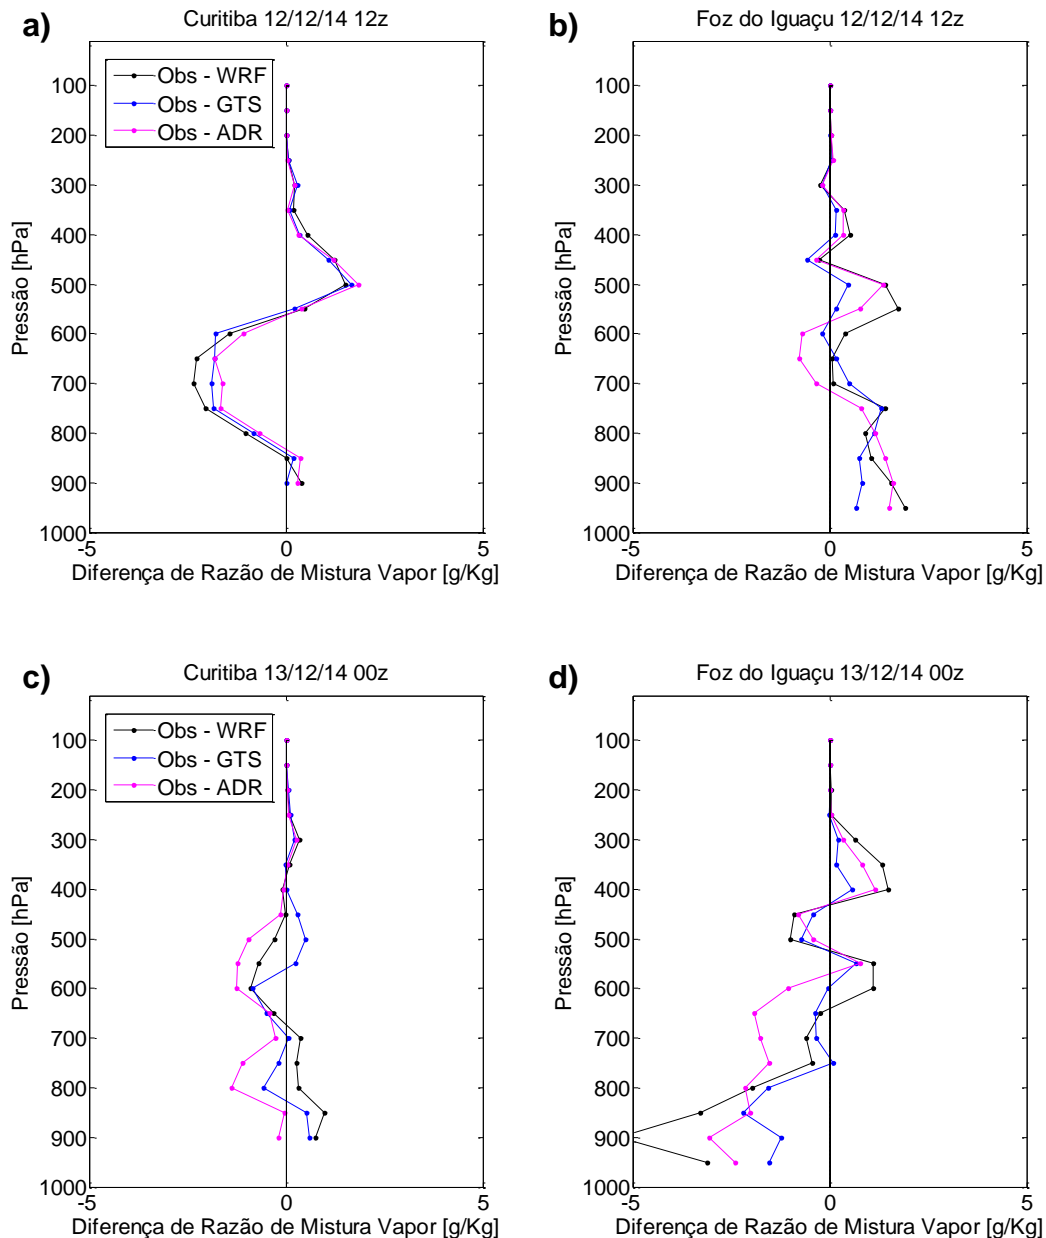 a)
Curitiba 12/12/14 12z
Obs - WRF
Obs - GTS
Obs - ADR
100
200
300
400
500
600
700
800
900
1000
Pressão [hPa]
-5
0
5
Diferença de Razão de Mistura Vapor [g/Kg]
b)
Foz do Iguaçu 12/12/14 12z
100
200
300
400
500
600
700
800
900
1000
Pressão [hPa]
-5
0
5
Diferença de Razão de Mistura Vapor [g/Kg]
c)
Curitiba 13/12/14 00z
Obs - WRF
Obs - GTS
Obs - ADR
100
200
300
400
500
600
700
800
900
1000
Pressão [hPa]
-5
0
5
Diferença de Razão de Mistura Vapor [g/Kg]
d)
Foz do Iguaçu 13/12/14 00z
100
200
300
400
500
600
700
800
900
1000
Pressão [hPa]
-5
0
5
Diferença de Razão de Mistura Vapor [g/Kg]